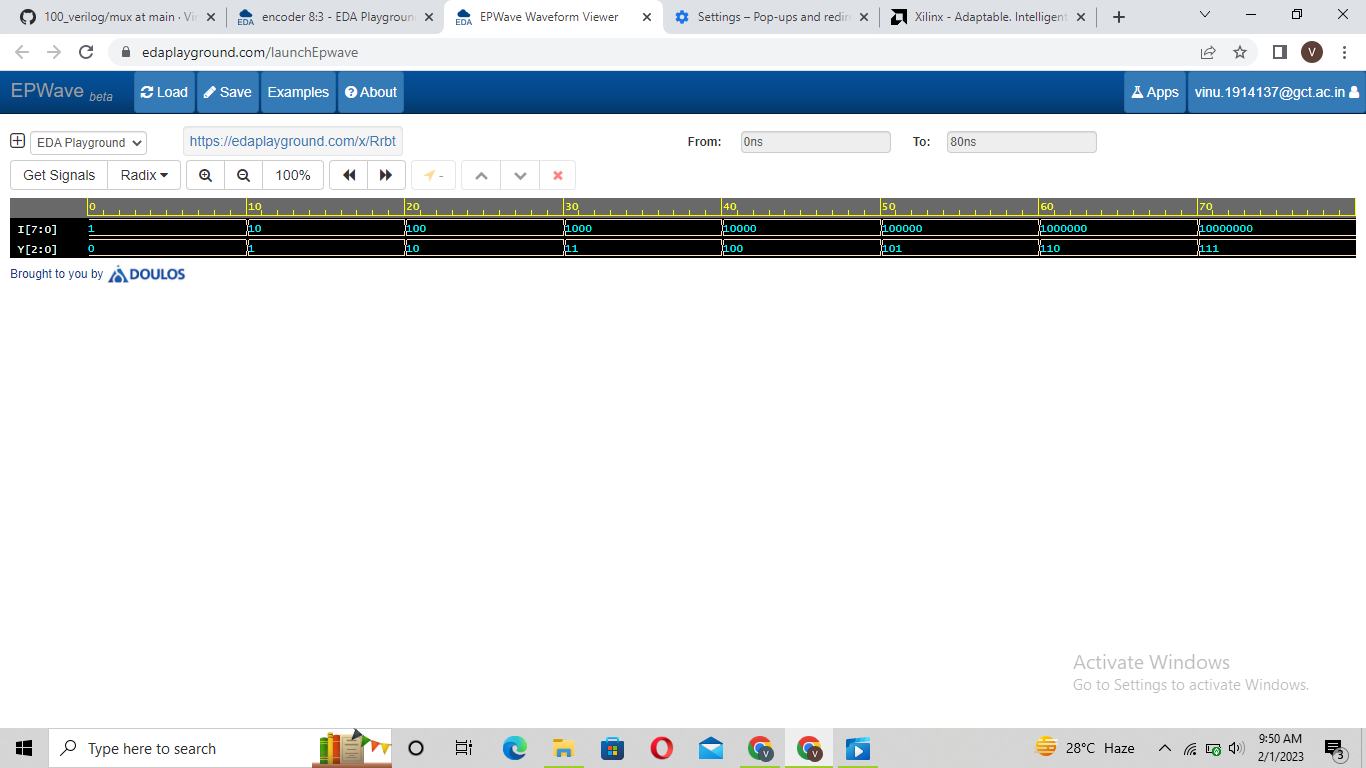 100_verilog/mux at main · Vir
encoder 8:3 - EDA Playgroun
EPWave Waveform Viewer
Settings – Pop-ups and redire
Xilinx - Adaptable. Intelligent
edaplayground.com/launchEpwave
V
EPWave beta
Load
Save
Examples
About
Apps
vinu.1914137@gct.ac.in
EDA Playground
https://edaplayground.com/x/Rrbt
From:
0ns
To:
80ns
Get Signals
Radix
100%
-
0 10 20 30 40 50 60 70
I[7:0] 1 10 100 1000 10000 100000 1000000 10000000
Y[2:0] 0 1 10 11 100 101 110 111
Brought to you by DOULOS
Activate Windows
Go to Settings to activate Windows.
Type here to search
V
V
28°C Haze
9:50 AM
2/1/2023
3